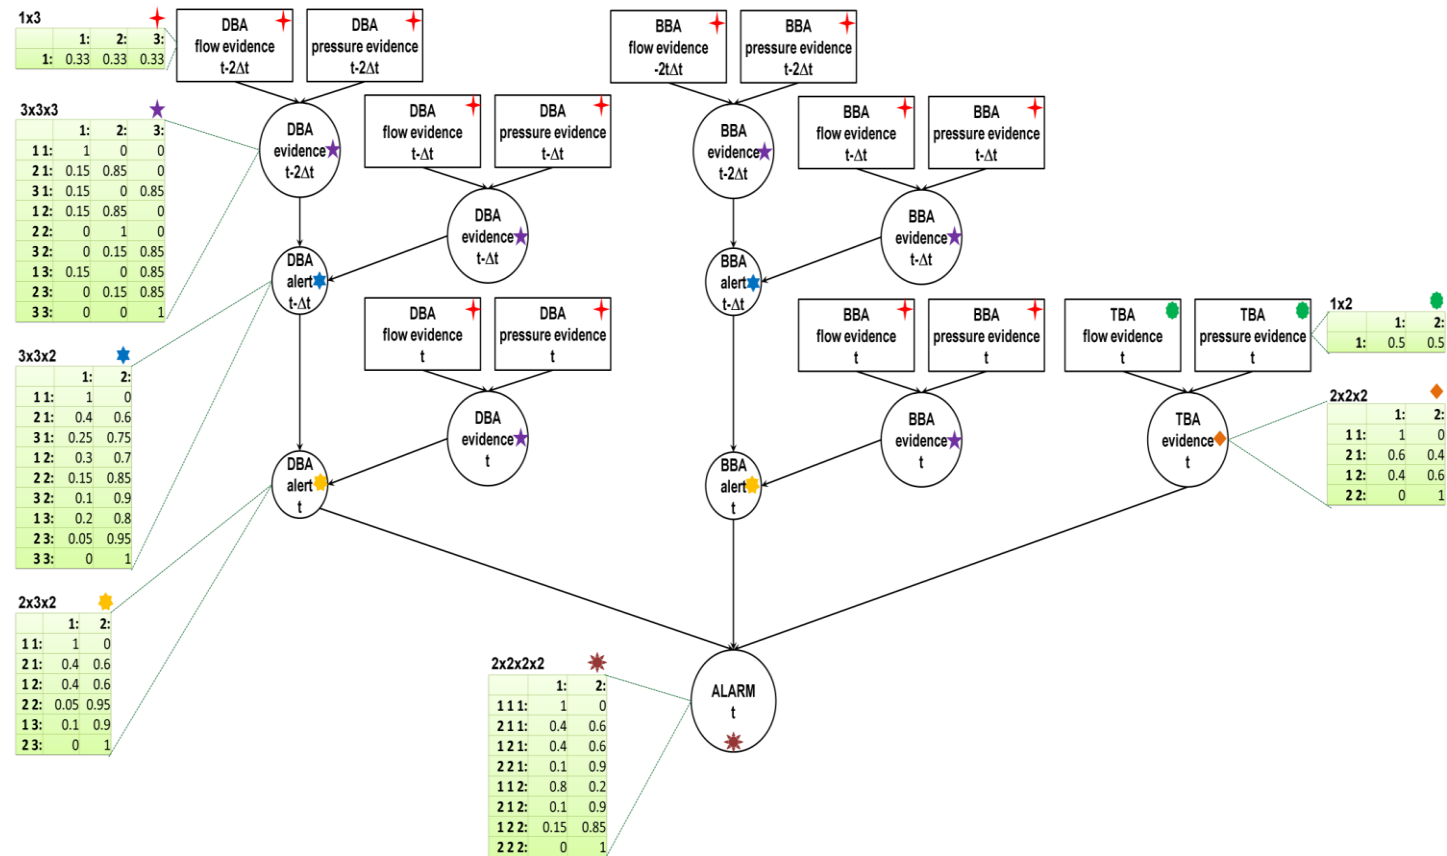 1x3
1: 2: 3:
1: 0.33 0.33 0.33
DBA
flow evidence
t-2Δt
DBA
pressure evidence
t-2Δt
BBA
flow evidence
-2tΔt
BBA
pressure evidence
t-2Δt
3x3x3
1: 2: 3:
1 1: 1 0 0
2 1: 0.15 0.85 0
3 1: 0.15 0 0.85
1 2: 0.15 0.85 0
2 2: 0 1 0
3 2: 0 0.15 0.85
1 3: 0.15 0 0.85
2 3: 0 0.15 0.85
3 3: 0 0 1
DBA
evidence
t-2Δt
DBA
flow evidence
t-Δt
DBA
pressure evidence
t-Δt
BBA
evidence
t-2Δt
BBA
flow evidence
t-Δt
BBA
pressure evidence
t-Δt
DBA
evidence
t-Δt
BBA
evidence
t-Δt
DBA
alert
t-Δt
BBA
alert
t-Δt
DBA
flow evidence
t
DBA
pressure evidence
t
BBA
flow evidence
t
BBA
pressure evidence
t
TBA
flow evidence
t
TBA
pressure evidence
t
1x2
1: 2:
1: 0.5 0.5
3x3x2
1: 2:
1 1: 1 0
2 1: 0.4 0.6
3 1: 0.25 0.75
1 2: 0.3 0.7
2 2: 0.15 0.85
3 2: 0.1 0.9
1 3: 0.2 0.8
2 3: 0.05 0.95
3 3: 0 1
DBA
evidence
t
BBA
evidence
t
TBA
evidence
t
2x2x2
1: 2:
1 1: 1 0
2 1: 0.6 0.4
1 2: 0.4 0.6
2 2: 0 1
DBA
alert
t
BBA
alert
t
2x3x2
1: 2:
1 1: 1 0
2 1: 0.4 0.6
1 2: 0.4 0.6
2 2: 0.05 0.95
1 3: 0.1 0.9
2 3: 0 1
2x2x2x2
1: 2:
1 1 1: 1 0
2 1 1: 0.4 0.6
1 2 1: 0.4 0.6
2 2 1: 0.1 0.9
1 1 2: 0.8 0.2
2 1 2: 0.1 0.9
1 2 2: 0.15 0.85
2 2 2: 0 1
ALARM
t